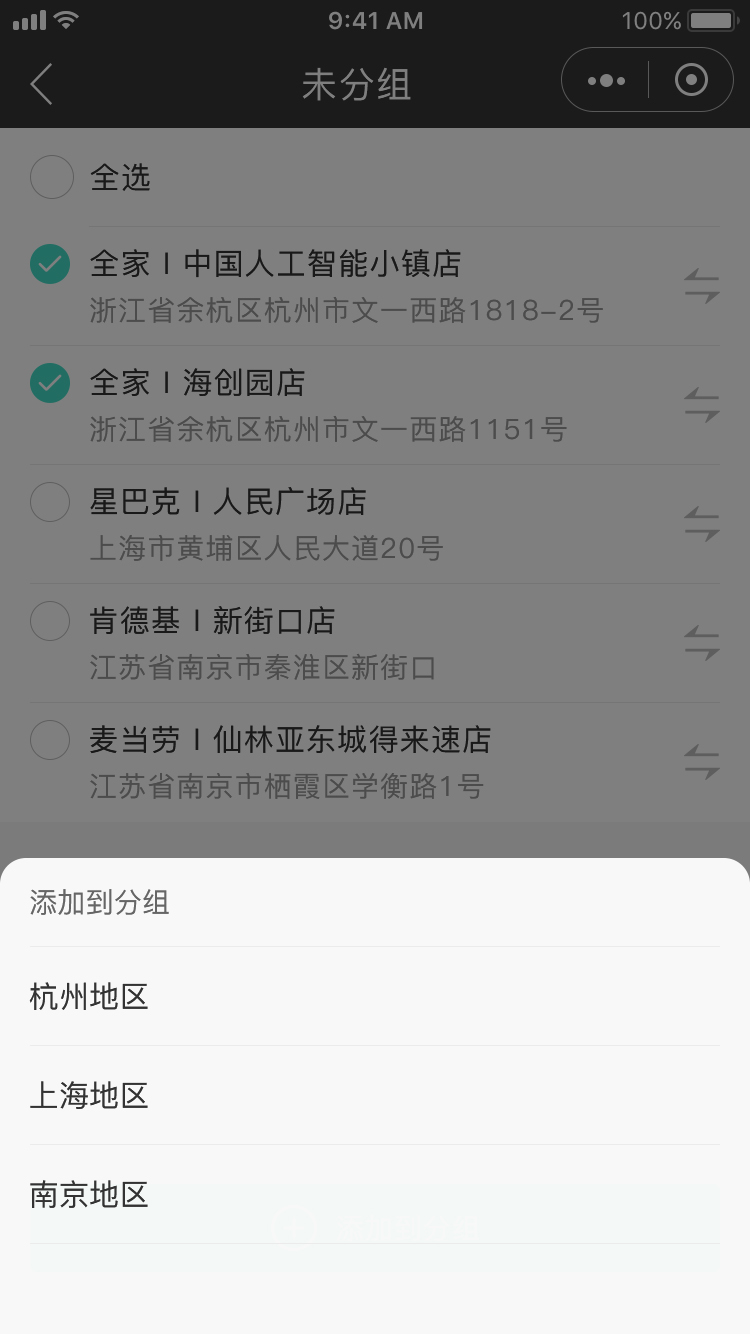 9:41 AM
100%
未分组
全选
全家 I 中国人工智能小镇店
浙江省余杭区杭州市文一西路1818-2号
全家 I 海创园店
浙江省余杭区杭州市文一西路1151号
星巴克 I 人民广场店
上海市黄埔区人民大道20号
肯德基 I 新街口店
江苏省南京市秦淮区新街口
麦当劳 I 仙林亚东城得来速店
江苏省南京市栖霞区学衡路1号
添加到分组
杭州地区
上海地区
南京地区